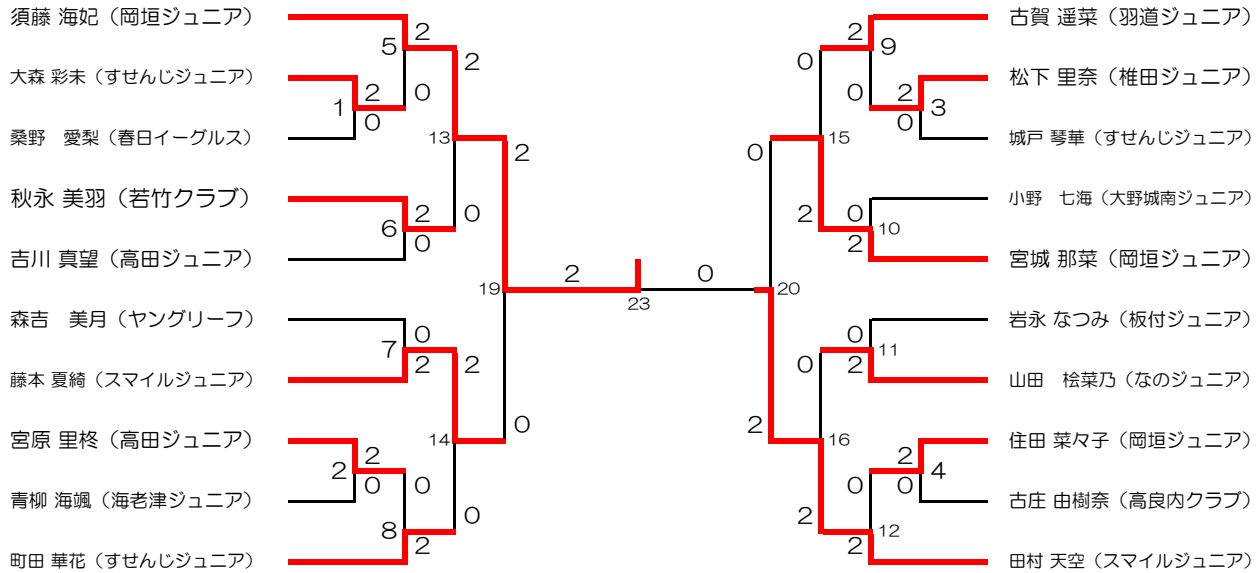 須藤 海妃（岡垣ジュニア）
大森 彩未（すせんじジュニア）
桑野　愛梨（春日イーグルス）
秋永 美羽（若竹クラブ）
吉川 真望（高田ジュニア）
森吉　美月（ヤングリーフ）
藤本 夏綺（スマイルジュニア）
宮原 里柊（高田ジュニア）
青柳 海颯（海老津ジュニア）
町田 華花（すせんじジュニア）
5 2
0
1 2
0
6 2
0
7 0
2
2 2
0
0
8 2
13 2
0
14 2
0
19 2
0
2 23 0
20 0
2
15 0
2
16 0
2
2 9
0
2 3
0
0 10
2
0 11
2
2 4
0
0 12
2
古賀 遥菜（羽道ジュニア）
松下 里奈（椎田ジュニア）
城戸 琴華（すせんじジュニア）
小野　七海（大野城南ジュニア）
宮城 那菜（岡垣ジュニア）
岩永 なつみ（板付ジュニア）
山田　桧菜乃（なのジュニア）
住田 菜々子（岡垣ジュニア）
古庄 由樹奈（高良内クラブ）
田村 天空（スマイルジュニア）